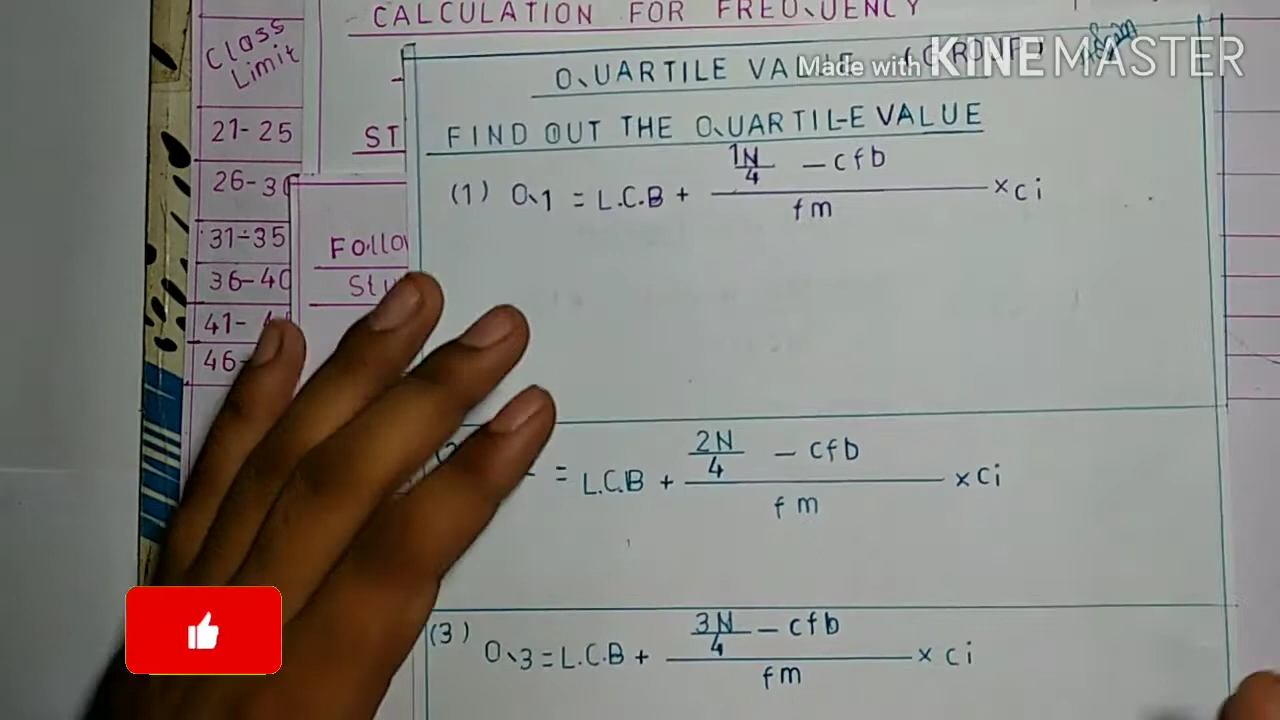 CALCULATION FOR FREQUENCY
Class
Limit
21-25
26-30
31-35
36-40
41-
46-
ST
Follo
St
QUARTILE VALUE
Made with KINEMASTER
FIND OUT THE QUARTILE VALUE
(1) Q1 = L.C.B + 1N/4 - cfb / fm × ci
= L.C.B + 2N/4 - cfb / fm × ci
(3) Q3 = L.C.B + 3N/4 - cfb / fm × ci